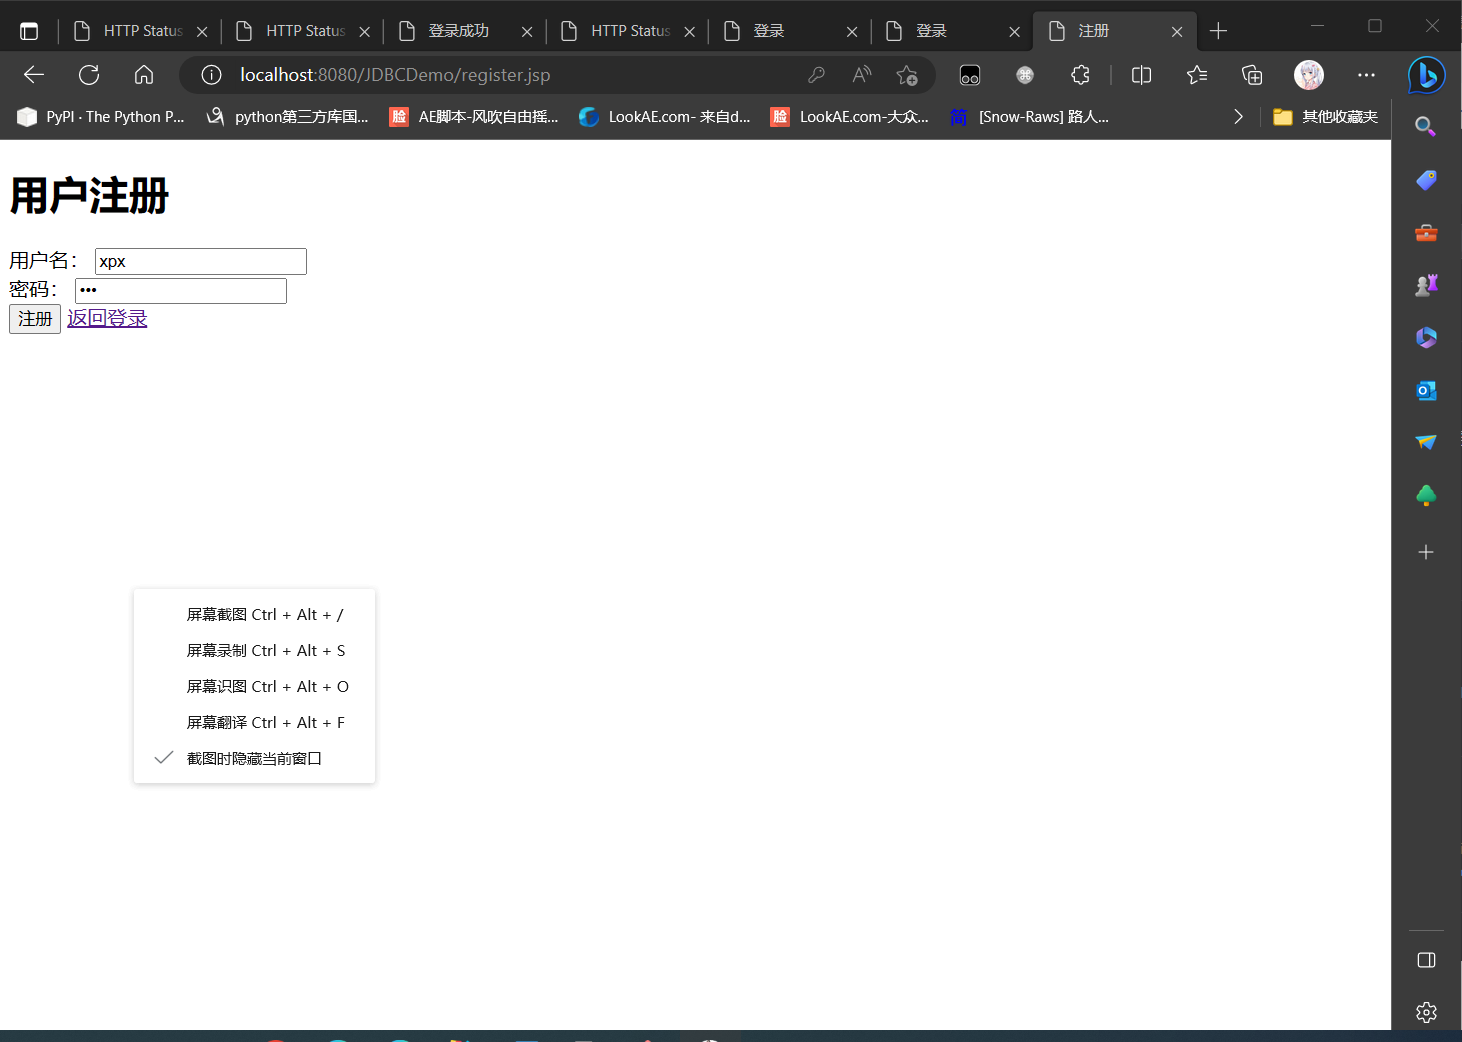 HTTP Status
HTTP Status
登录成功
HTTP Status
登录
登录
注册
localhost:8080/JDBCDemo/register.jsp
PyPI · The Python P...
python第三方库国...
脸 AE脚本-风吹自由摇...
LookAE.com- 来自d...
脸 LookAE.com-大众...
简 [Snow-Raws] 路人...
其他收藏夹
用户注册
用户名： xpx
密码： •••
注册 返回登录
屏幕截图 Ctrl + Alt + /
屏幕录制 Ctrl + Alt + S
屏幕识图 Ctrl + Alt + O
屏幕翻译 Ctrl + Alt + F
截图时隐藏当前窗口